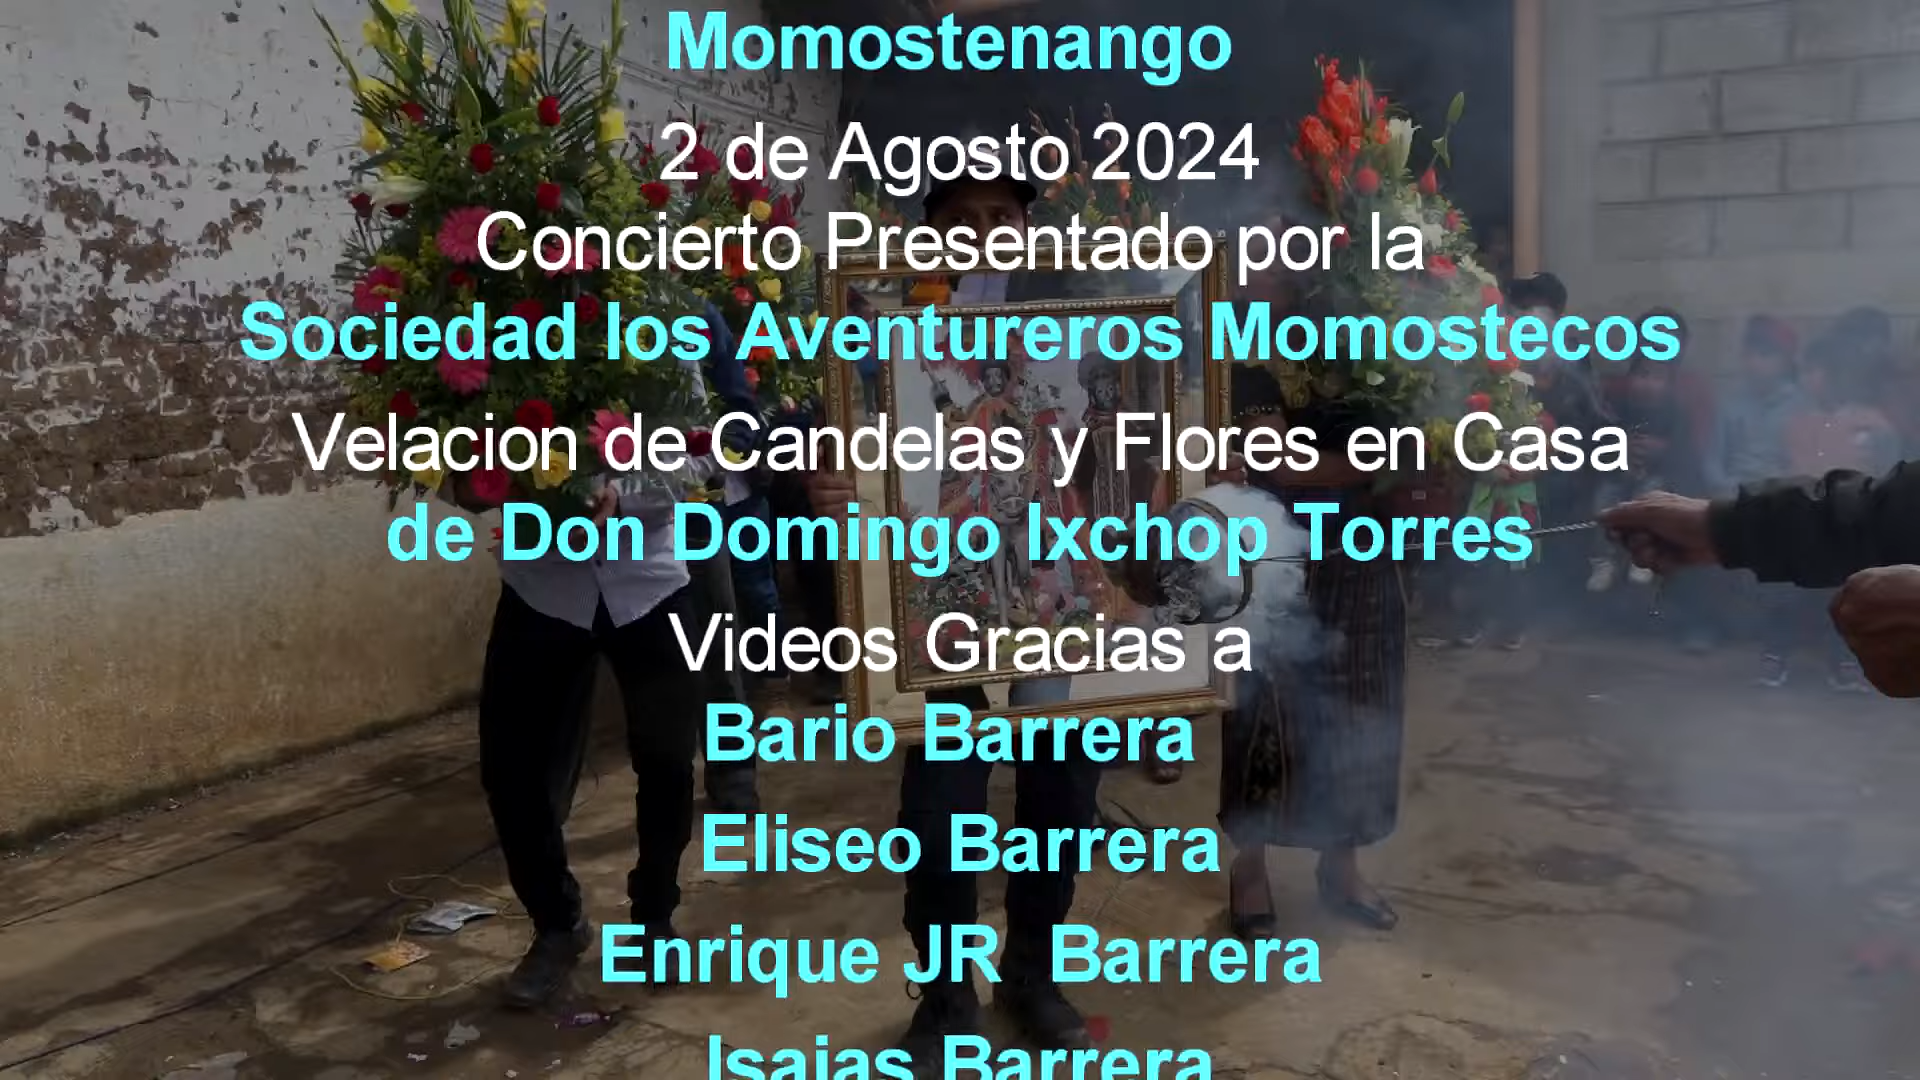 Momostenango
2 de Agosto 2024
Concierto Presentado por la
Sociedad los Aventureros Momostecos
Velacion de Candelas y Flores en Casa
de Don Domingo Ixchop Torres
Videos Gracias a
Bario Barrera
Eliseo Barrera
Enrique JR  Barrera
Isaias Barrera